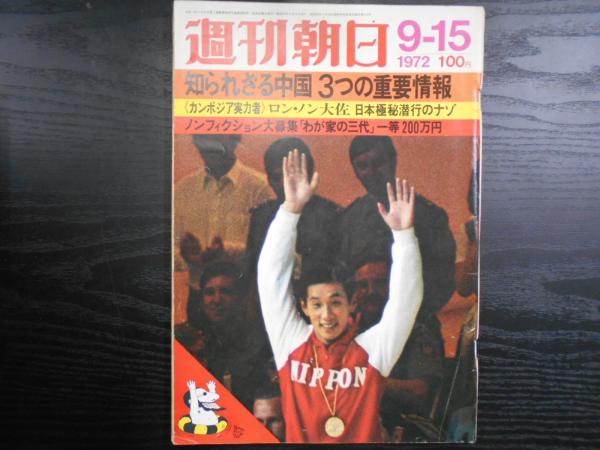 週刊朝日
9-15
1972 100円
知られざる中国 3つの重要情報
〈カンボジア実力者〉ロン・ノン大佐 日本極秘潜行のナゾ
ノンフィクション大募集「わが家の三代」一等200万円
NIPPON